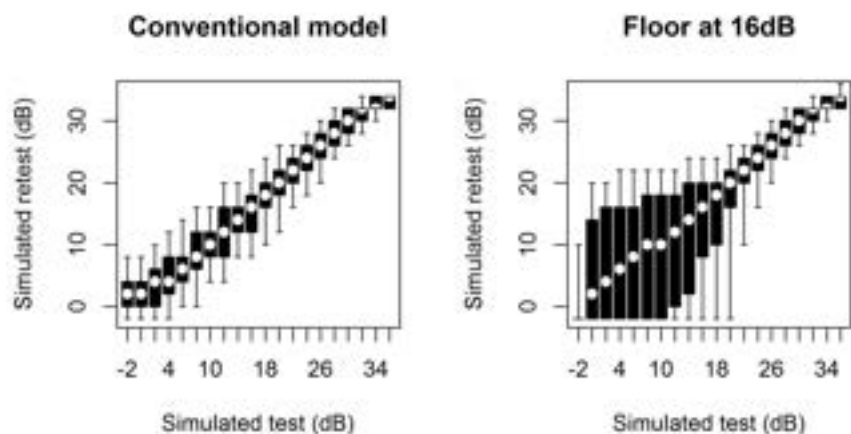 Conventional model
Floor at 16dB
Simulated retest (dB)
30
20
10
0
-2 4 10 18 26 34
Simulated test (dB)
Simulated retest (dB)
30
20
10
0
-2 4 10 18 26 34
Simulated test (dB)